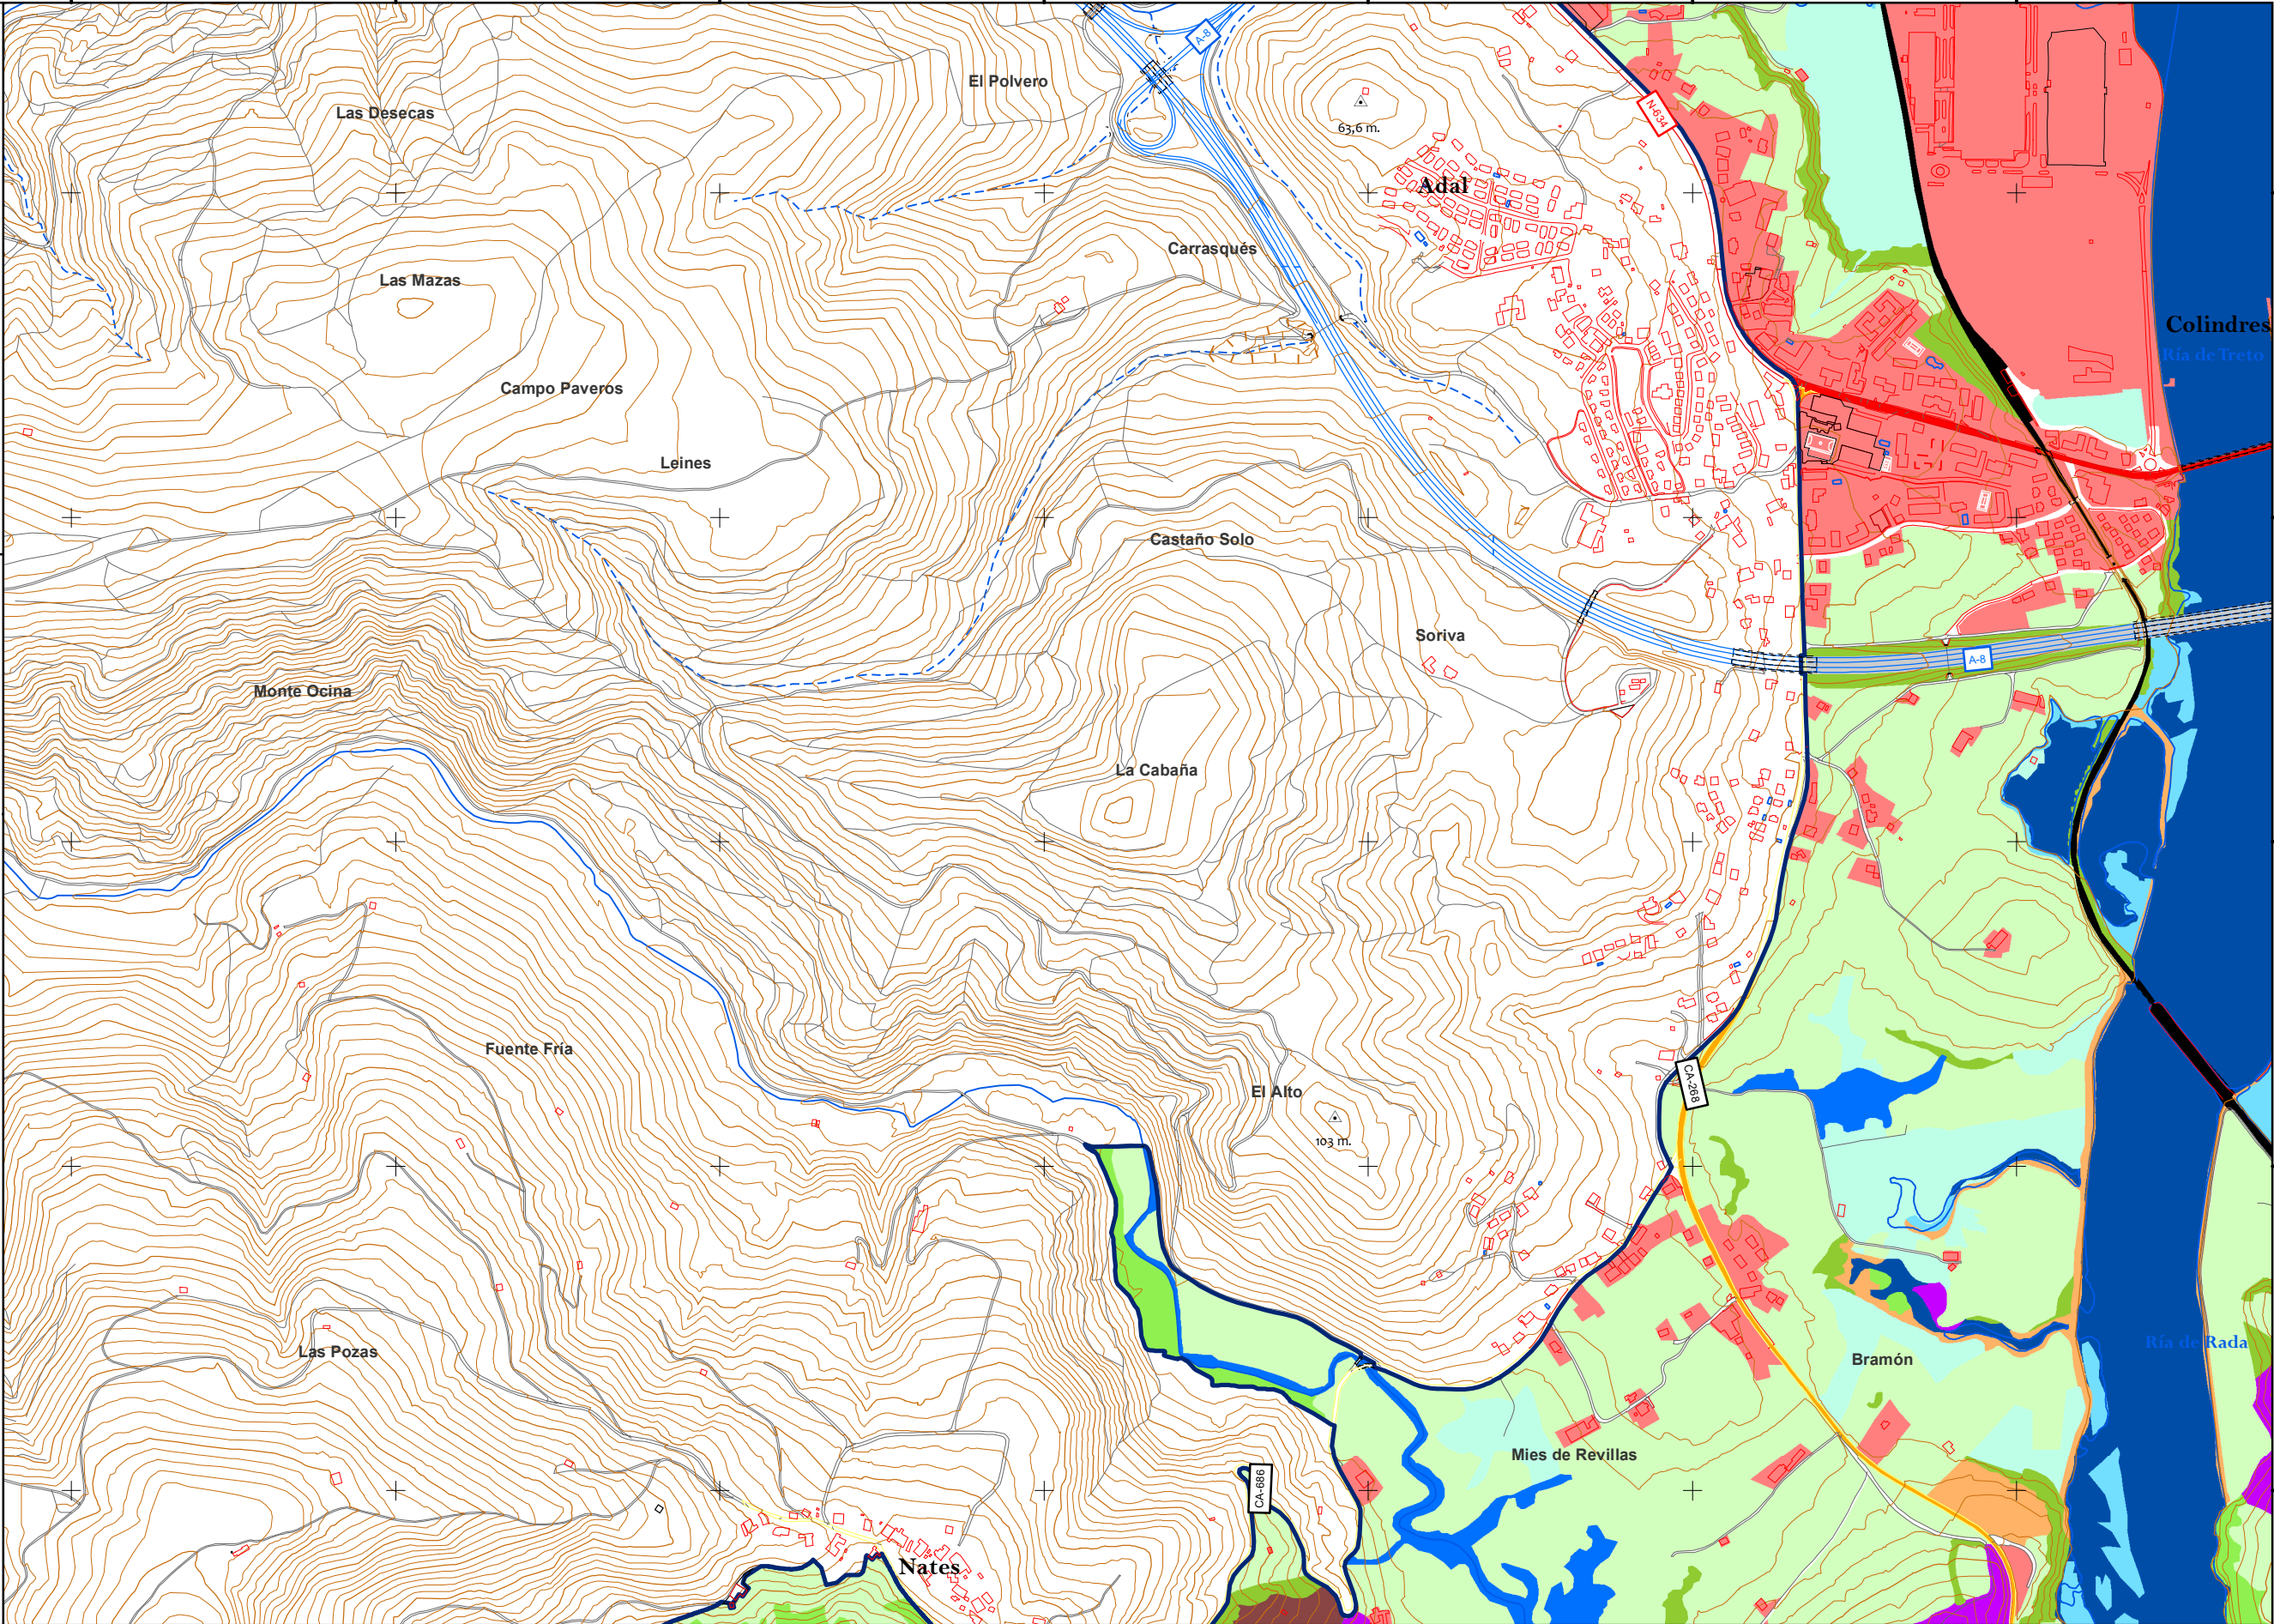 A-8
El Polvero
Las Desecas
63,6 m.
N-634
Adal
Carrasqués
Las Mazas
Colindres
Ría de Treto
Campo Paveros
Leines
Castaño Solo
Soriva
A-8
Monte Ocina
La Cabaña
Fuente Fría
El Alto
CA-268
103 m.
Las Pozas
Ría de Rada
Bramón
Mies de Revillas
CA-686
Nates